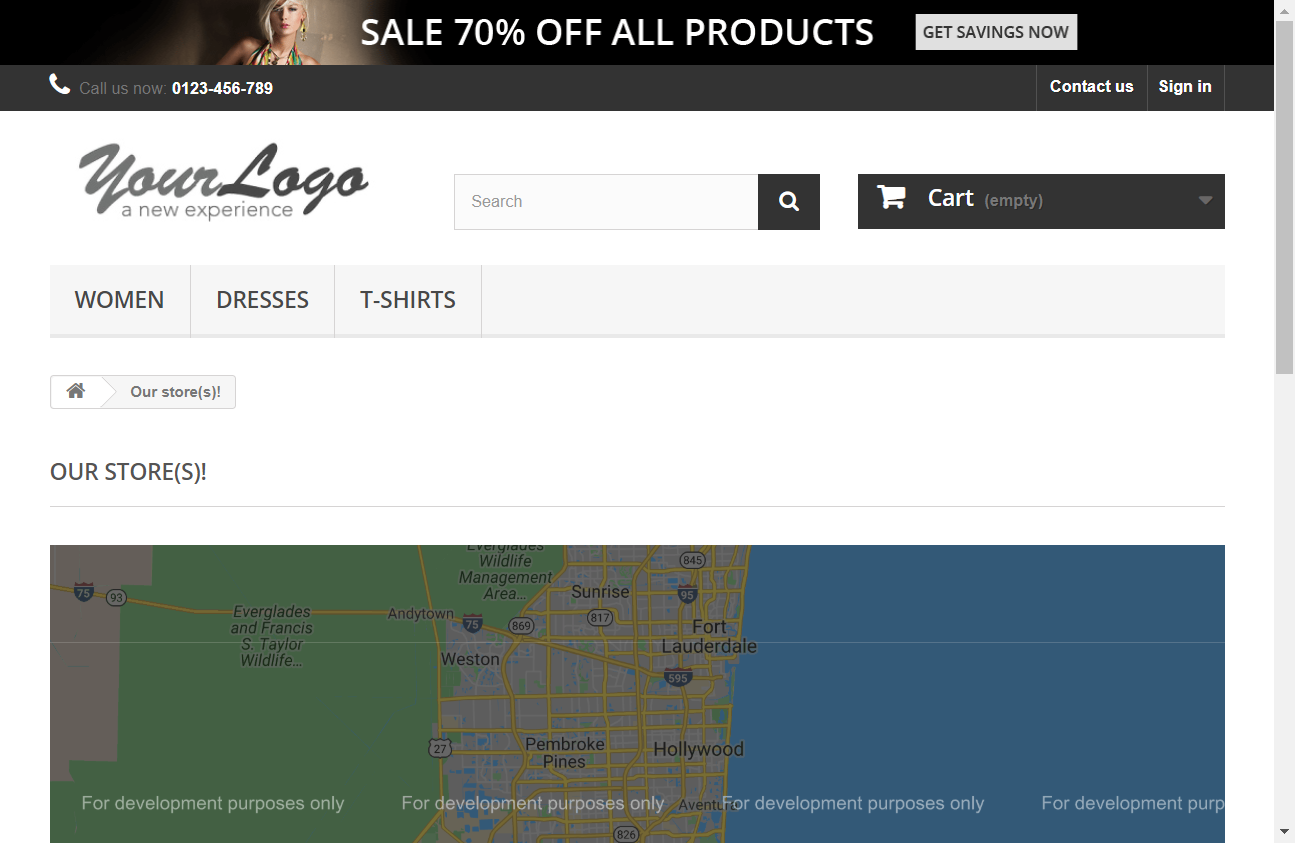 SALE 70% OFF ALL PRODUCTS
GET SAVINGS NOW
Call us now: 0123-456-789
Contact us
Sign in
Your Logo
a new experience
Search
Cart (empty)
WOMEN
DRESSES
T-SHIRTS
Our store(s)!
OUR STORE(S)!
Everglades
Wildlife
Management
Area...
845
75
93
Sunrise
95
Everglades
and Francis
S. Taylor
Wildlife...
Andytown
75
869
817
Fort
Lauderdale
Weston
595
27
Pembroke
Pines
Hollywood
For development purposes only
For development purposes only
Aventura
For development purposes only
For development purp
826